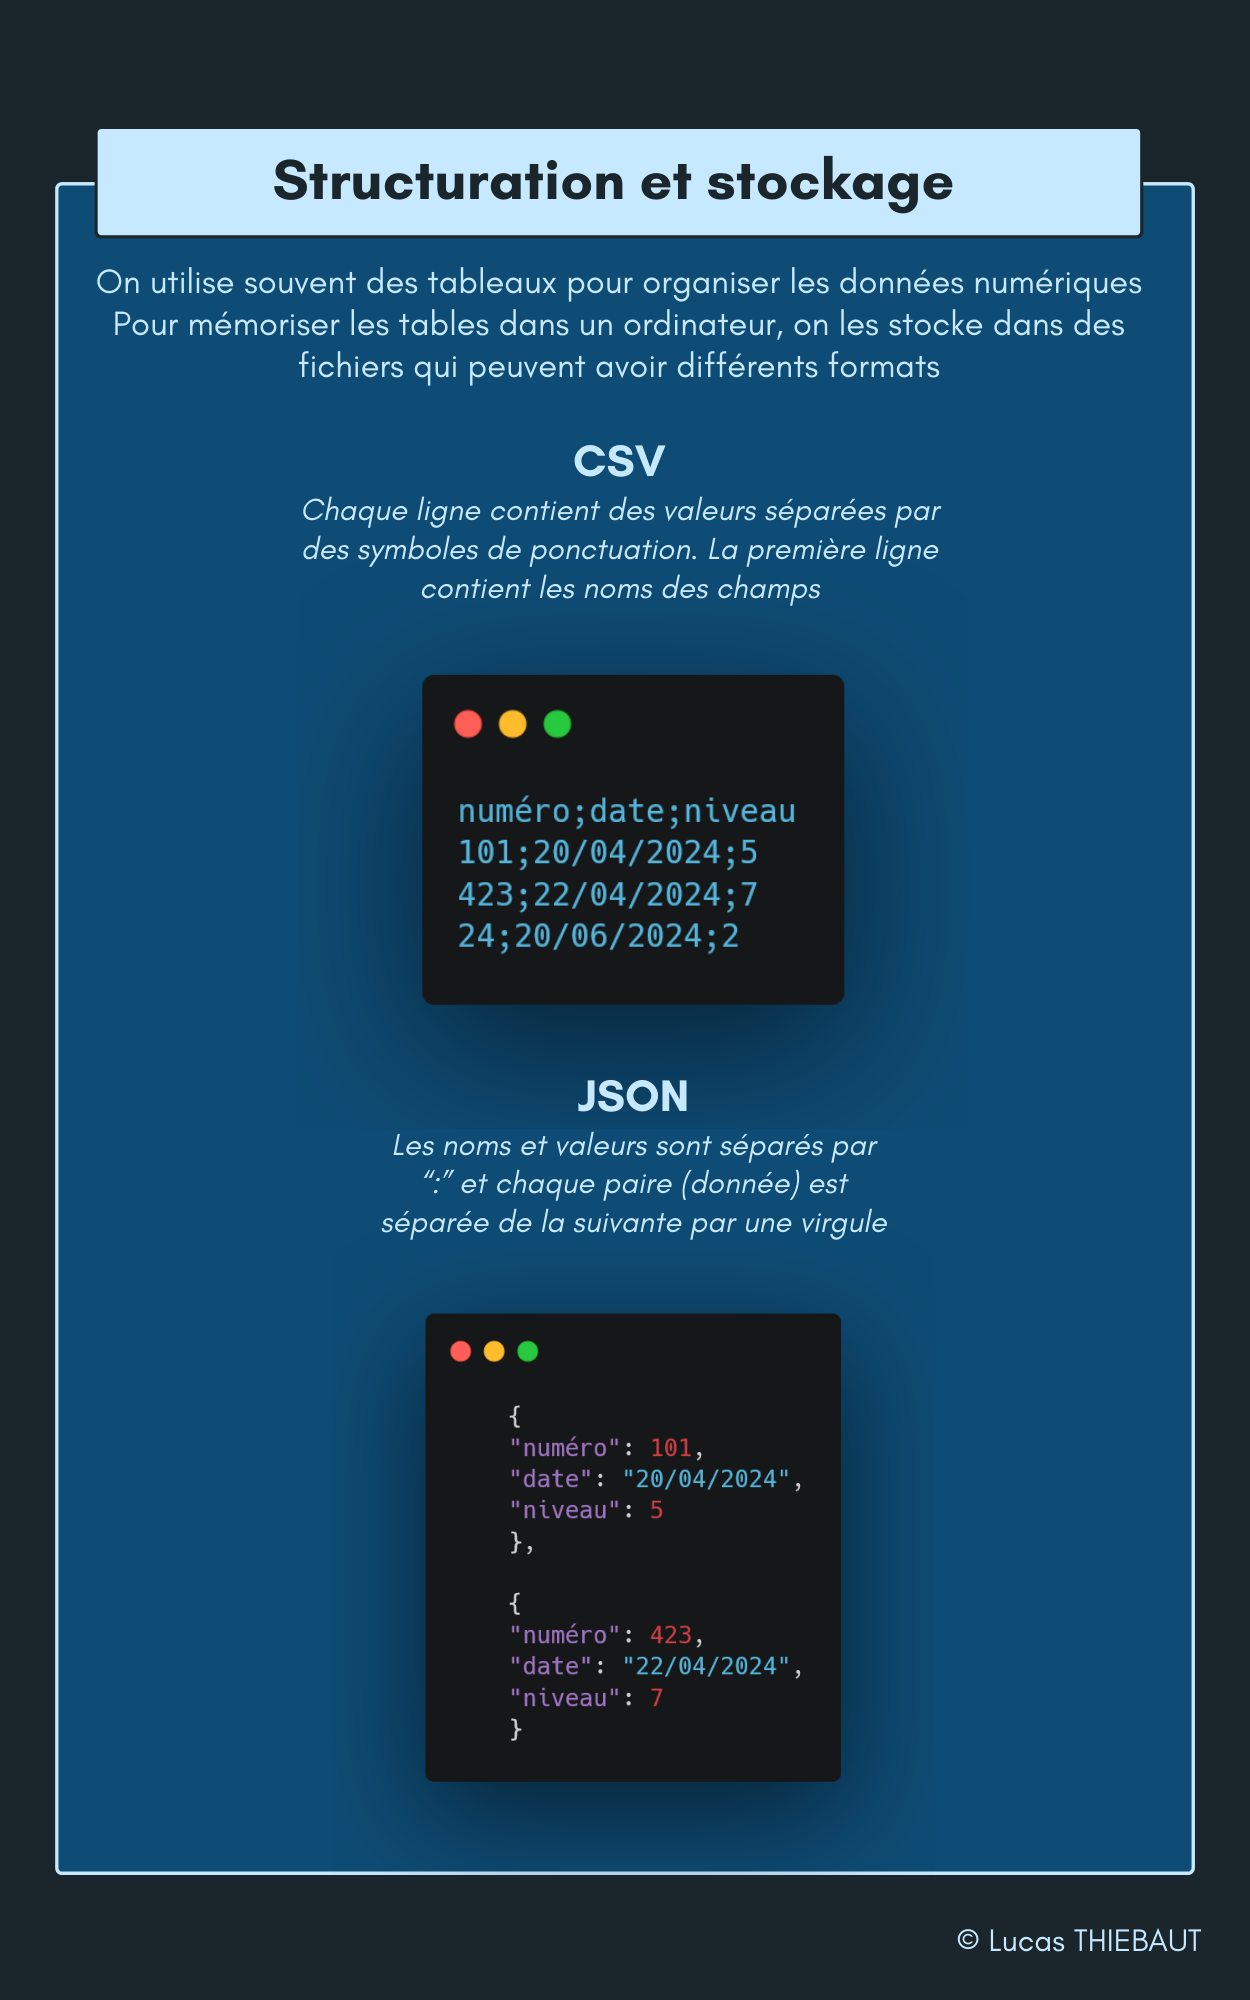 Structuration et stockage
On utilise souvent des tableaux pour organiser les données numériques
Pour mémoriser les tables dans un ordinateur, on les stocke dans des
fichiers qui peuvent avoir différents formats
CSV
Chaque ligne contient des valeurs séparées par
des symboles de ponctuation. La première ligne
contient les noms des champs
numéro;date;niveau
101;20/04/2024;5
423;22/04/2024;7
24;20/06/2024;2
JSON
Les noms et valeurs sont séparés par
“:” et chaque paire (donnée) est
séparée de la suivante par une virgule
{
"numéro": 101,
"date": "20/04/2024",
"niveau": 5
},
{
"numéro": 423,
"date": "22/04/2024",
"niveau": 7
}
© Lucas THIEBAUT